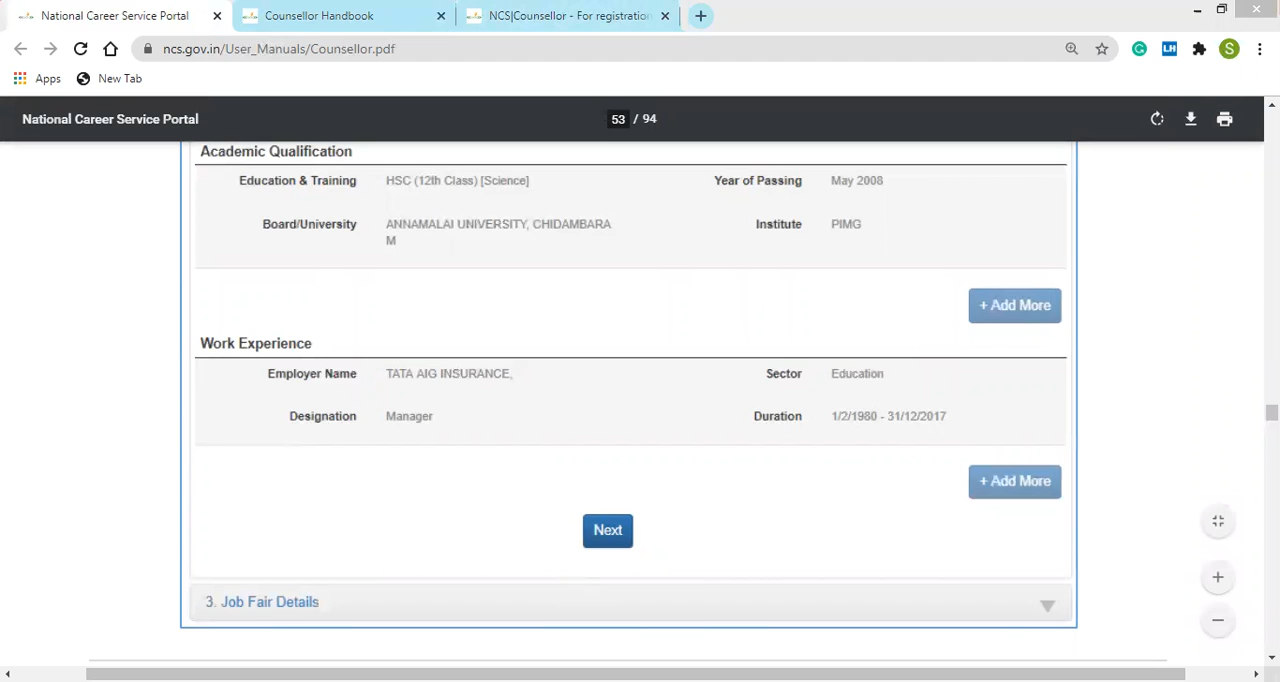 National Career Service Portal
Counsellor Handbook
NCS|Counsellor - For registration
ncs.gov.in/User_Manuals/Counsellor.pdf
LH
S
Apps
New Tab
National Career Service Portal
53 / 94
Academic Qualification
Education & Training HSC (12th Class) [Science] Year of Passing May 2008
Board/University ANNAMALAI UNIVERSITY, CHIDAMBARA Institute PIMG
M
+ Add More
Work Experience
Employer Name TATA AIG INSURANCE, Sector Education
Designation Manager Duration 1/2/1980 - 31/12/2017
+ Add More
Next
3. Job Fair Details